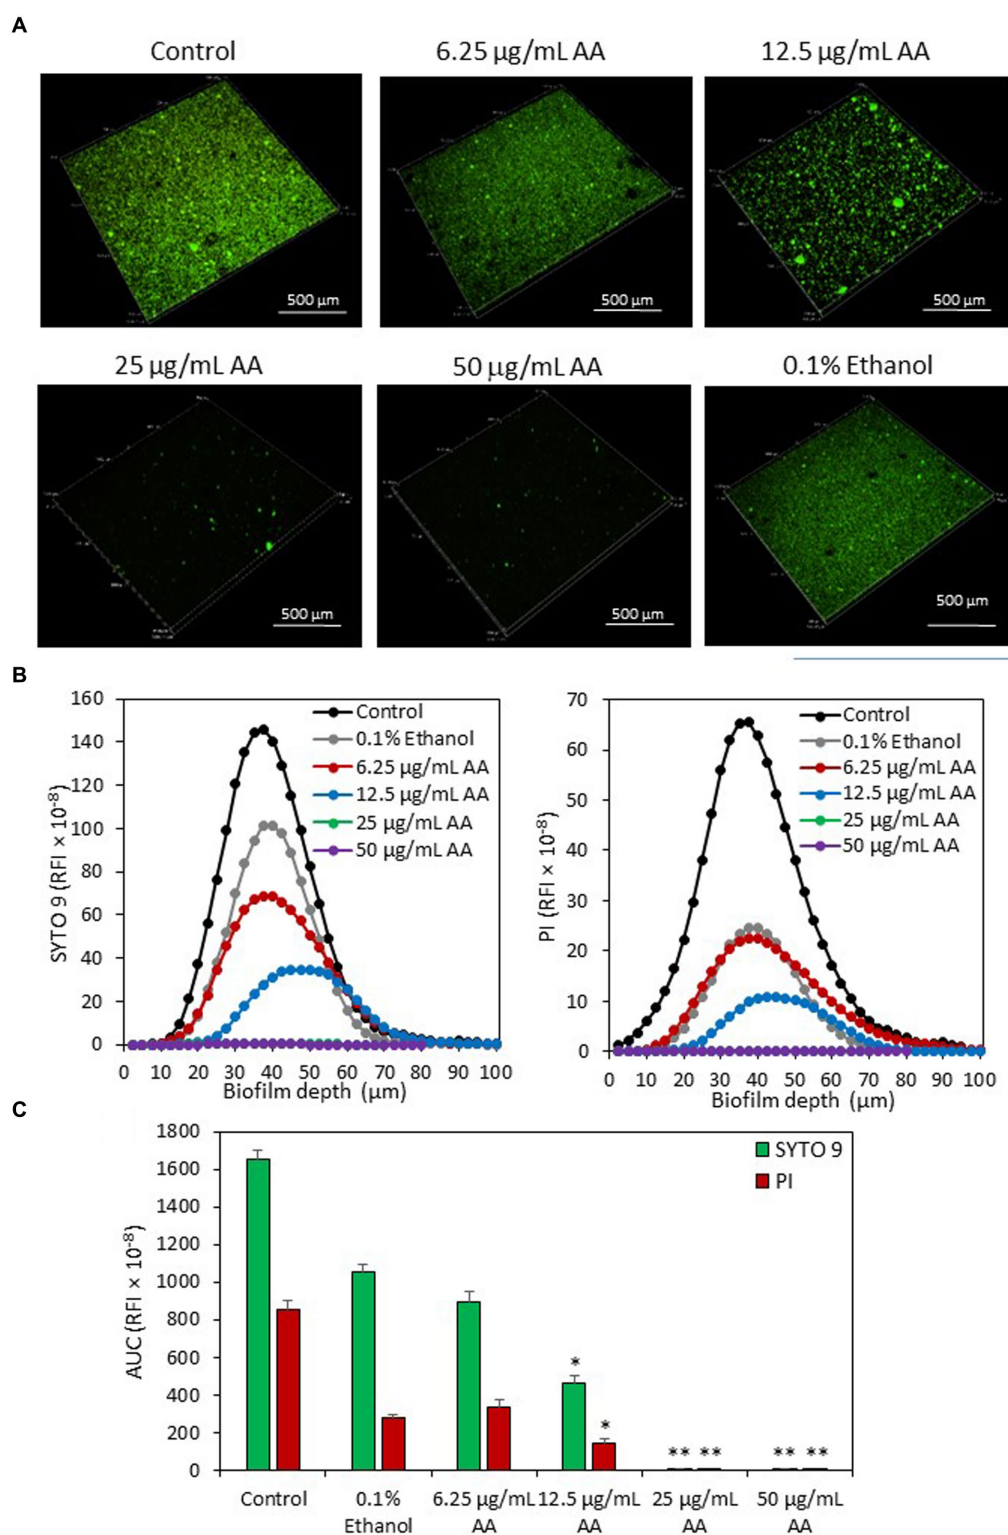 A
Control
6.25 µg/mL AA
12.5 µg/mL AA
500 µm
500 µm
500 µm
25 µg/mL AA
50 µg/mL AA
0.1% Ethanol
500 µm
500 µm
500 µm
B
160
140
120
100
80
60
40
20
0
SYTO 9 (RFI × 10⁻⁸)
Control
0.1% Ethanol
6.25 µg/mL AA
12.5 µg/mL AA
25 µg/mL AA
50 µg/mL AA
0 10 20 30 40 50 60 70 80 90 100
Biofilm depth (µm)
70
60
50
40
30
20
10
0
PI (RFI × 10⁻⁸)
Control
0.1% Ethanol
6.25 µg/mL AA
12.5 µg/mL AA
25 µg/mL AA
50 µg/mL AA
0 10 20 30 40 50 60 70 80 90 100
Biofilm depth (µm)
C
1800
1600
1400
1200
1000
800
600
400
200
0
AUC (RFI × 10⁻⁸)
SYTO 9
PI
*
*
** **
** **
Control
0.1% Ethanol
6.25 µg/mL AA
12.5 µg/mL AA
25 µg/mL AA
50 µg/mL AA